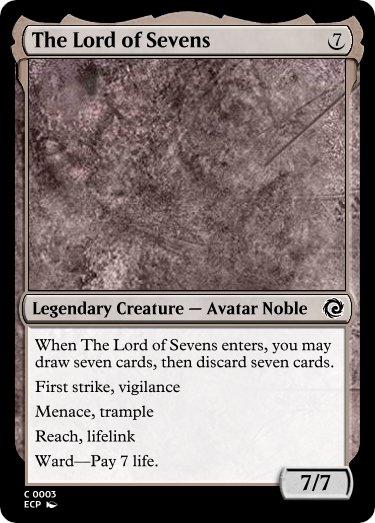 The Lord of Sevens 7
Legendary Creature — Avatar Noble
When The Lord of Sevens enters, you may
draw seven cards, then discard seven cards.
First strike, vigilance
Menace, trample
Reach, lifelink
Ward—Pay 7 life.
7/7
C 0003
ECP